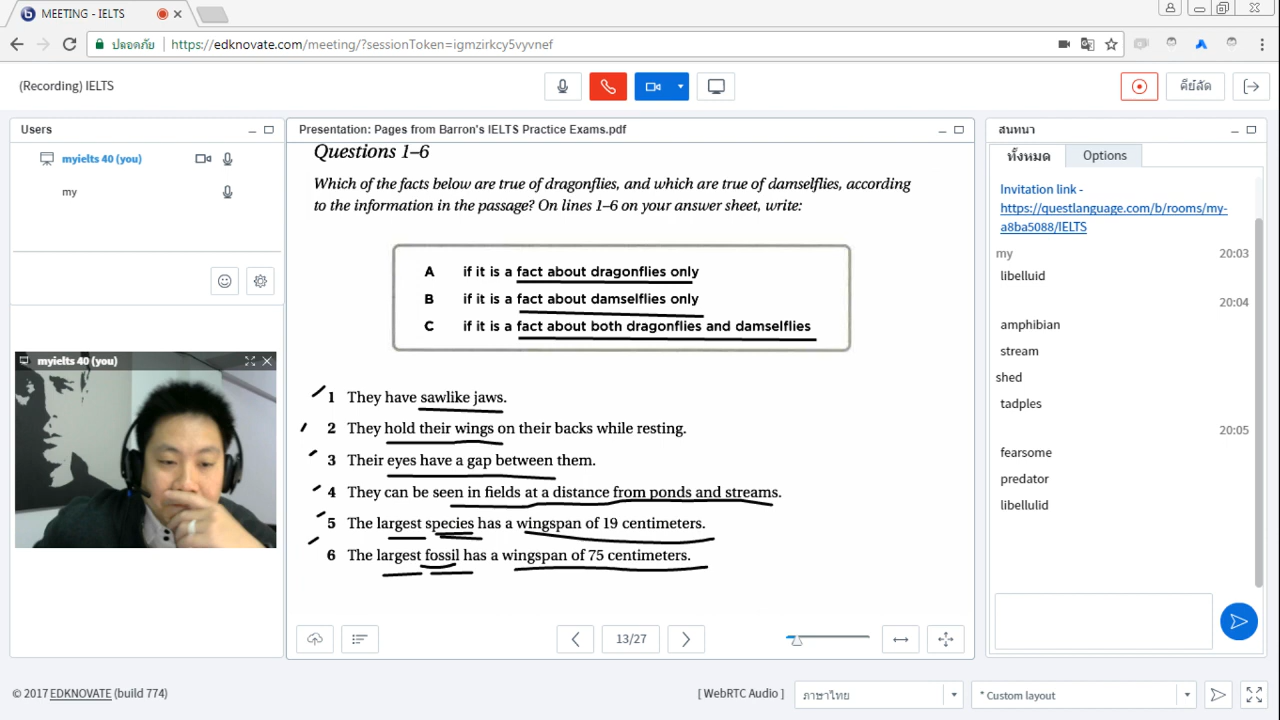 MEETING - IELTS
ปลอดภัย
https://edknovate.com/meeting/?sessionToken=igmzirkcy5vyvnef
(Recording) IELTS
คีย์ลัด
Users
myielts 40 (you)
my
myielts 40 (you)
Presentation: Pages from Barron's IELTS Practice Exams.pdf
Questions 1–6
Which of the facts below are true of dragonflies, and which are true of damselflies, according
to the information in the passage? On lines 1–6 on your answer sheet, write:
A if it is a fact about dragonflies only
B if it is a fact about damselflies only
C if it is a fact about both dragonflies and damselflies
1 They have sawlike jaws.
2 They hold their wings on their backs while resting.
3 Their eyes have a gap between them.
4 They can be seen in fields at a distance from ponds and streams.
5 The largest species has a wingspan of 19 centimeters.
6 The largest fossil has a wingspan of 75 centimeters.
13/27
สนทนา
ทั้งหมด
Options
Invitation link -
https://questlanguage.com/b/rooms/my-
a8ba5088/IELTS
my 20:03
libelluid
20:04
amphibian
stream
shed
tadples
20:05
fearsome
predator
libellulid
© 2017 EDKNOVATE (build 774)
[ WebRTC Audio ]
ภาษาไทย
* Custom layout